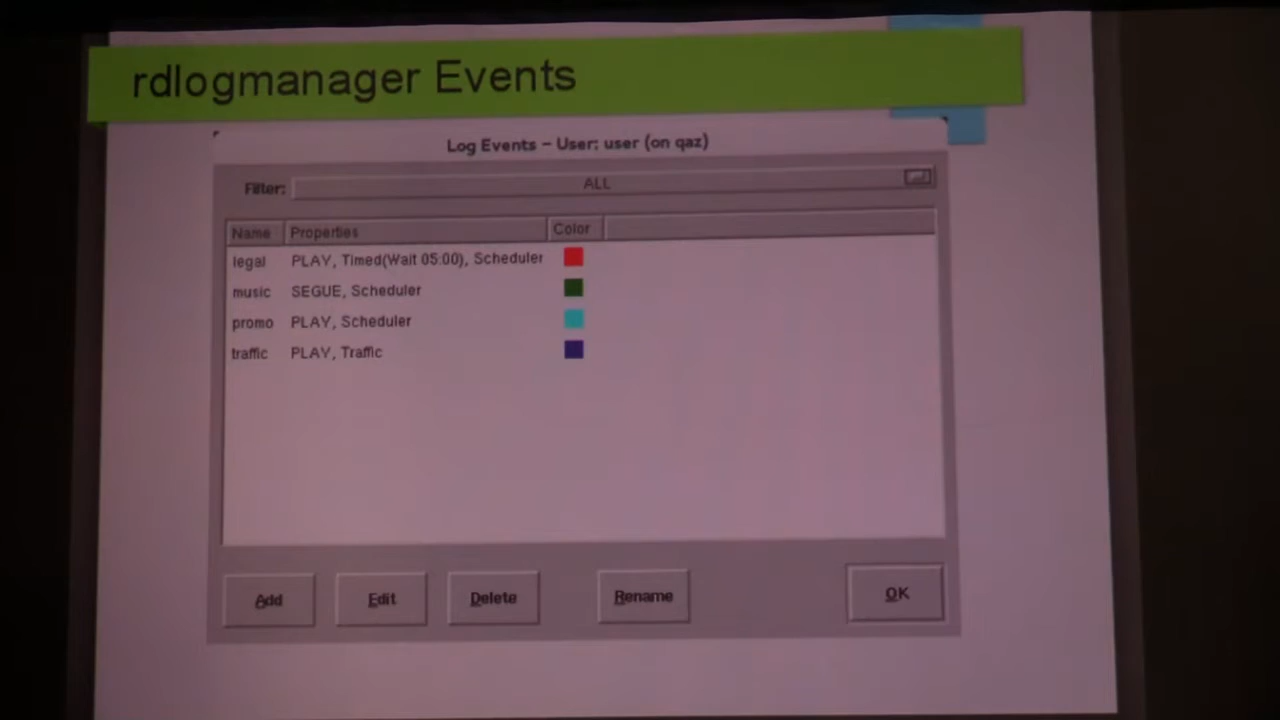 rdlogmanager Events
Log Events – User: user (on qaz)
Filter: ALL
Name Properties Color
legal PLAY, Timed(Wait 05:00), Scheduler
music SEGUE, Scheduler
promo PLAY, Scheduler
traffic PLAY, Traffic
Add Edit Delete Rename OK